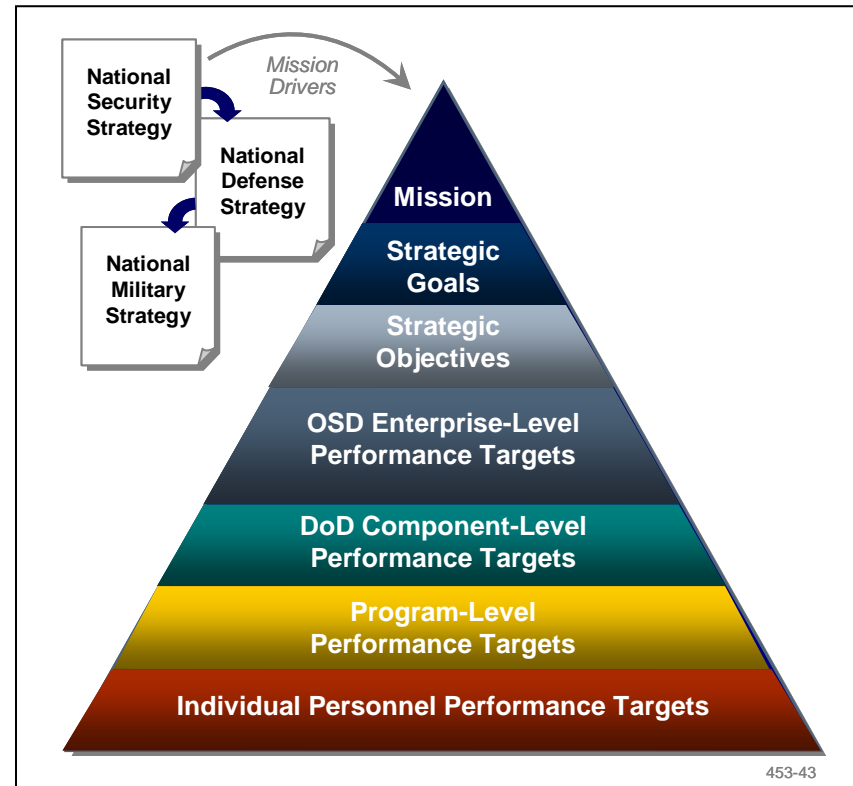 National
Security
Strategy
Mission
Drivers
National
Defense
Strategy
National
Military
Strategy
Mission
Strategic
Goals
Strategic
Objectives
OSD Enterprise-Level
Performance Targets
DoD Component-Level
Performance Targets
Program-Level
Performance Targets
Individual Personnel Performance Targets
453-43